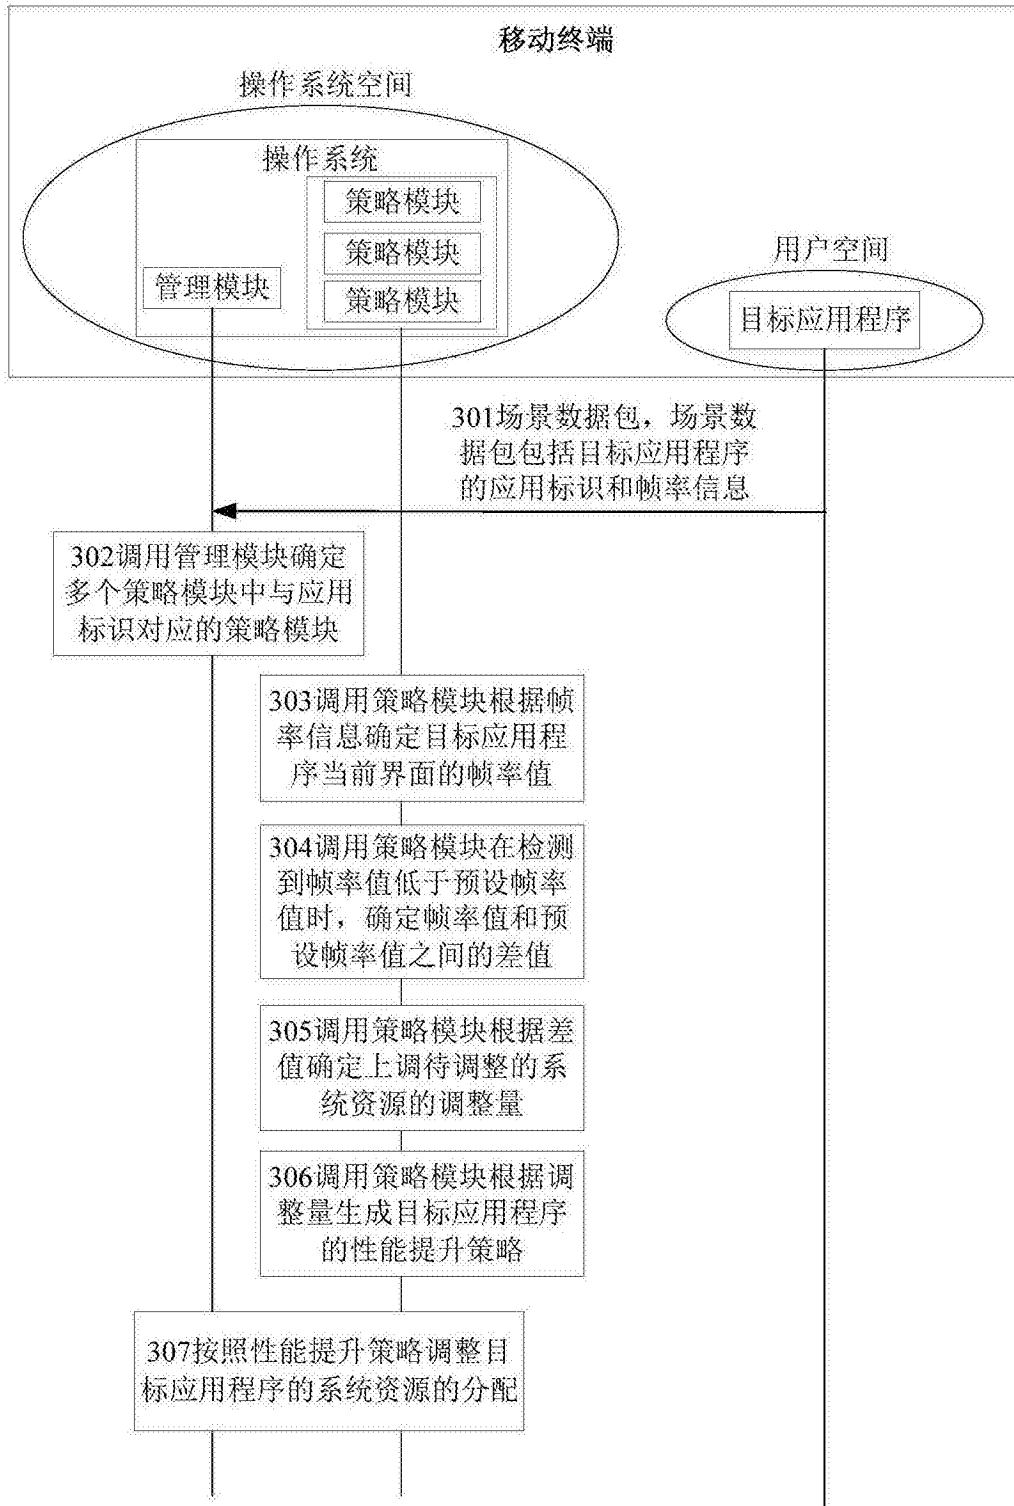 移动终端
操作系统空间
操作系统
策略模块
策略模块
策略模块
管理模块
用户空间
目标应用程序
301场景数据包，场景数
据包包括目标应用程序
的应用标识和帧率信息
302调用管理模块确定
多个策略模块中与应用
标识对应的策略模块
303调用策略模块根据帧
率信息确定目标应用程
序当前界面的帧率值
304调用策略模块在检测
到帧率值低于预设帧率
值时，确定帧率值和预
设帧率值之间的差值
305调用策略模块根据差
值确定上调待调整的系
统资源的调整量
306调用策略模块根据调
整量生成目标应用程序
的性能提升策略
307按照性能提升策略调整目
标应用程序的系统资源的分配